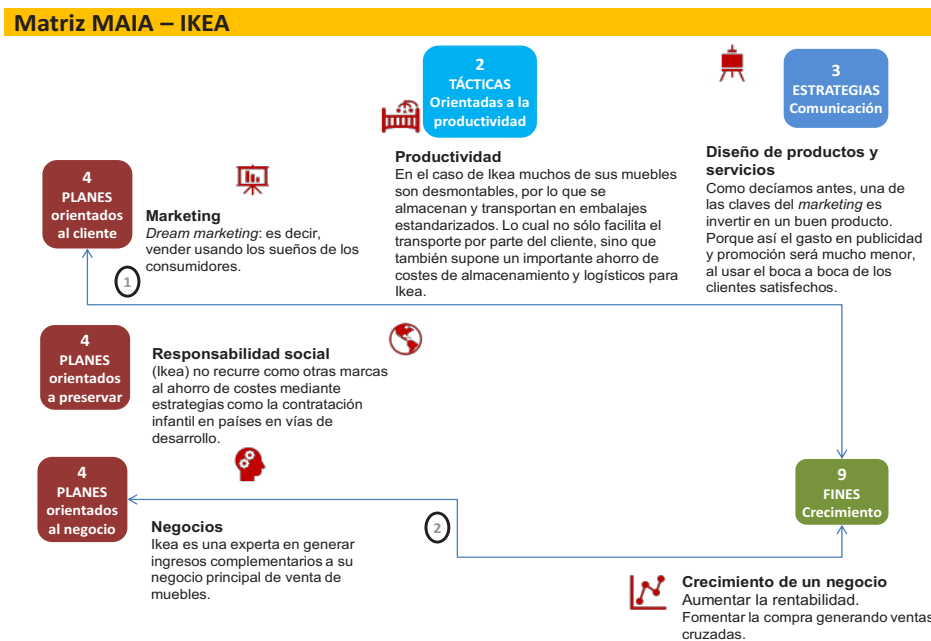 Matriz MAIA – IKEA
2
TÁCTICAS
Orientadas a la
productividad
3
ESTRATEGIAS
Comunicación
Productividad
En el caso de Ikea muchos de sus muebles
son desmontables, por lo que se
almacenan y transportan en embalajes
estandarizados. Lo cual no sólo facilita el
transporte por parte del cliente, sino que
también supone un importante ahorro de
costes de almacenamiento y logísticos para
Ikea.
Diseño de productos y
servicios
Como decíamos antes, una de
las claves del marketing es
invertir en un buen producto.
Porque así el gasto en publicidad
y promoción será mucho menor,
al usar el boca a boca de los
clientes satisfechos.
4
PLANES
orientados
al cliente
Marketing
Dream marketing: es decir,
vender usando los sueños de los
consumidores.
1
4
PLANES
orientados
a preservar
Responsabilidad social
(Ikea) no recurre como otras marcas
al ahorro de costes mediante
estrategias como la contratación
infantil en países en vías de
desarrollo.
4
PLANES
orientados
al negocio
Negocios
Ikea es una experta en generar
ingresos complementarios a su
negocio principal de venta de
muebles.
2
9
FINES
Crecimiento
Crecimiento de un negocio
Aumentar la rentabilidad.
Fomentar la compra generando ventas
cruzadas.